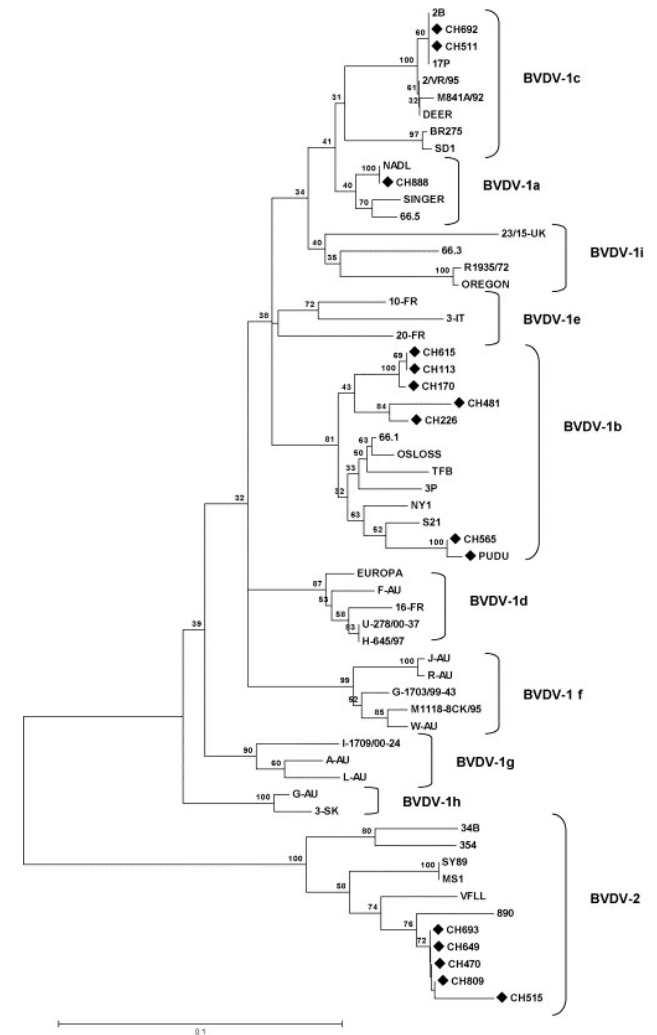 2B
60
CH692
CH511
17P
100
BVDV-1c
2/VR/95
61
M841A/92
32
DEER
31
BR275
97
SD1
41
NADL
100
CH888
BVDV-1a
40
SINGER
70
66.5
34
23/15-UK
40
66.3
BVDV-1i
35
R1935/72
100
OREGON
10-FR
72
3-IT
BVDV-1e
38
20-FR
CH615
69
CH113
100
CH170
43
CH481
84
CH226
BVDV-1b
81
66.1
63
OSLOSS
50
TFB
33
3P
32
NY1
63
S21
52
CH565
100
PUDU
32
EUROPA
87
F-AU
53
16-FR
BVDV-1d
58
U-278/00-37
83
H-645/97
39
J-AU
100
R-AU
99
G-1703/99-43
BVDV-1 f
52
M1118-8CK/95
85
W-AU
I-1709/00-24
90
A-AU
BVDV-1g
60
L-AU
G-AU
100
BVDV-1h
3-SK
34B
80
354
100
SY89
100
MS1
58
VFLL
BVDV-2
74
890
76
CH693
72
CH649
CH470
CH809
CH515
0.1